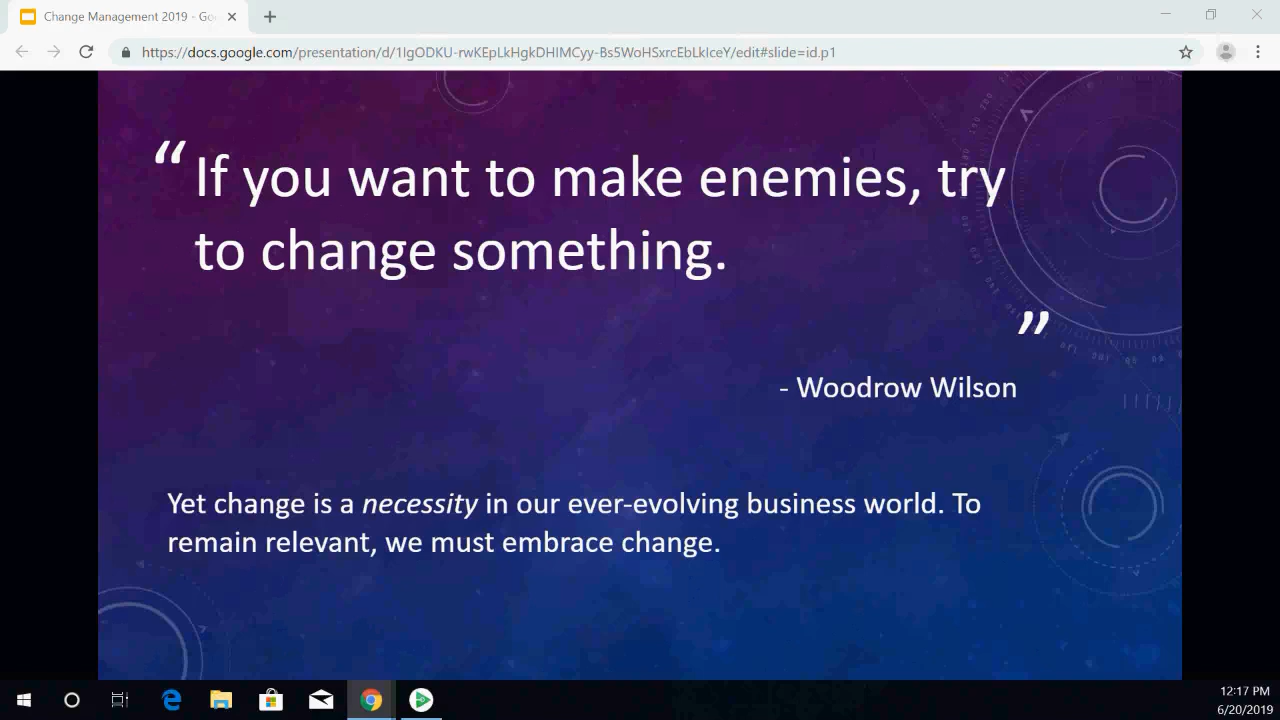 Change Management 2019 - Go
https://docs.google.com/presentation/d/1IgODKU-rwKEpLkHgkDHIMCyy-Bs5WoHSxrcEbLkIceY/edit#slide=id.p1
“ If you want to make enemies, try
to change something.
”
- Woodrow Wilson
Yet change is a necessity in our ever-evolving business world. To
remain relevant, we must embrace change.
12:17 PM
6/20/2019